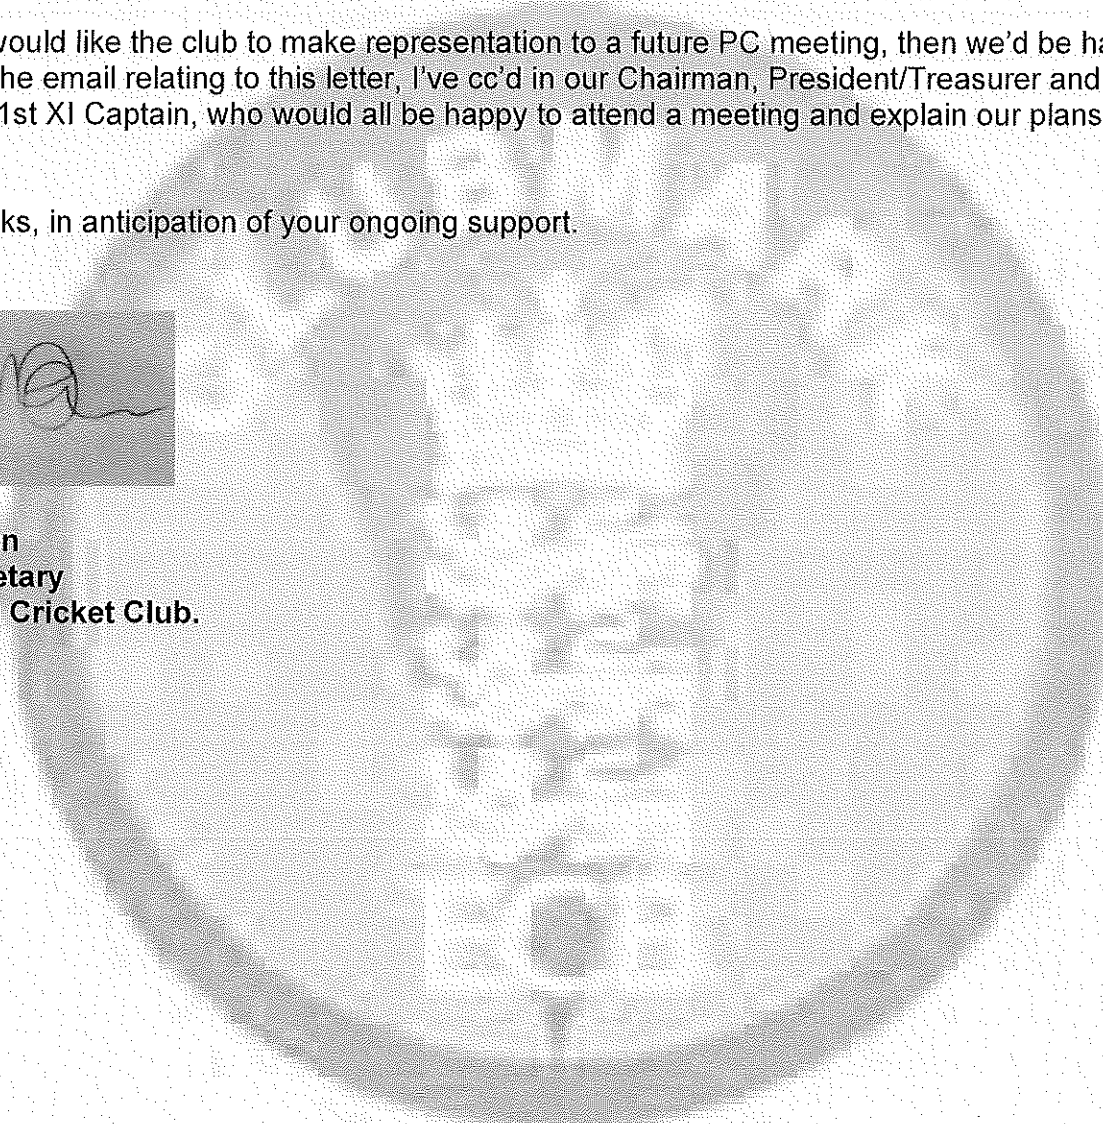 would like the club to make representation to a future PC meeting, then we'd be ha
he email relating to this letter, I've cc'd in our Chairman, President/Treasurer and
1st XI Captain, who would all be happy to attend a meeting and explain our plans
ks, in anticipation of your ongoing support.
n
etary
Cricket Club.